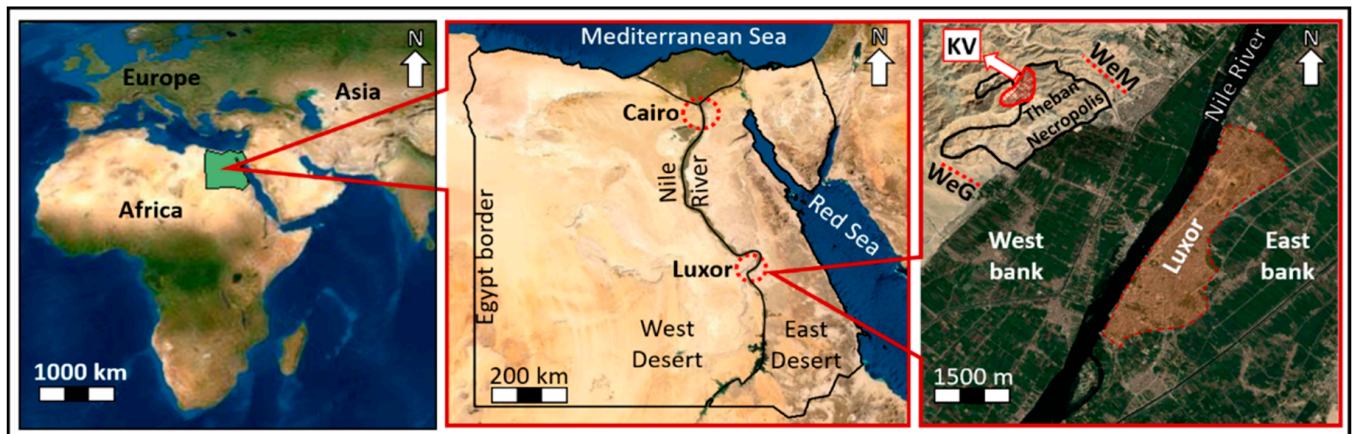 N
Europe
Asia
Africa
1000 km
Mediterranean Sea
N
Cairo
Nile
River
Egypt border
Red Sea
Luxor
West
Desert
East
Desert
200 km
KV
WeM
Nile River
N
Theban
Necropolis
WeG
West
bank
Luxor
East
bank
1500 m